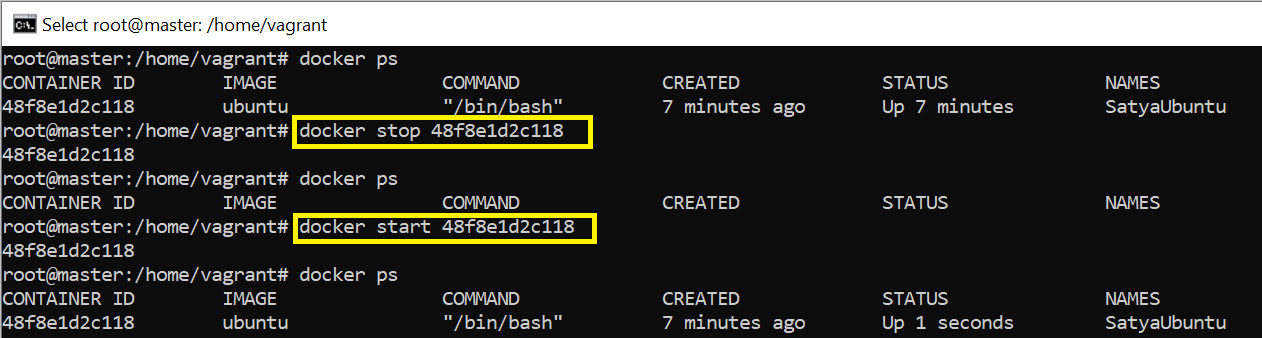 Select root@master: /home/vagrant
root@master:/home/vagrant# docker ps
CONTAINER ID IMAGE COMMAND CREATED STATUS NAMES
48f8e1d2c118 ubuntu "/bin/bash" 7 minutes ago Up 7 minutes SatyaUbuntu
root@master:/home/vagrant# docker stop 48f8e1d2c118
48f8e1d2c118
root@master:/home/vagrant# docker ps
CONTAINER ID IMAGE COMMAND CREATED STATUS NAMES
root@master:/home/vagrant# docker start 48f8e1d2c118
48f8e1d2c118
root@master:/home/vagrant# docker ps
CONTAINER ID IMAGE COMMAND CREATED STATUS NAMES
48f8e1d2c118 ubuntu "/bin/bash" 7 minutes ago Up 1 seconds SatyaUbuntu